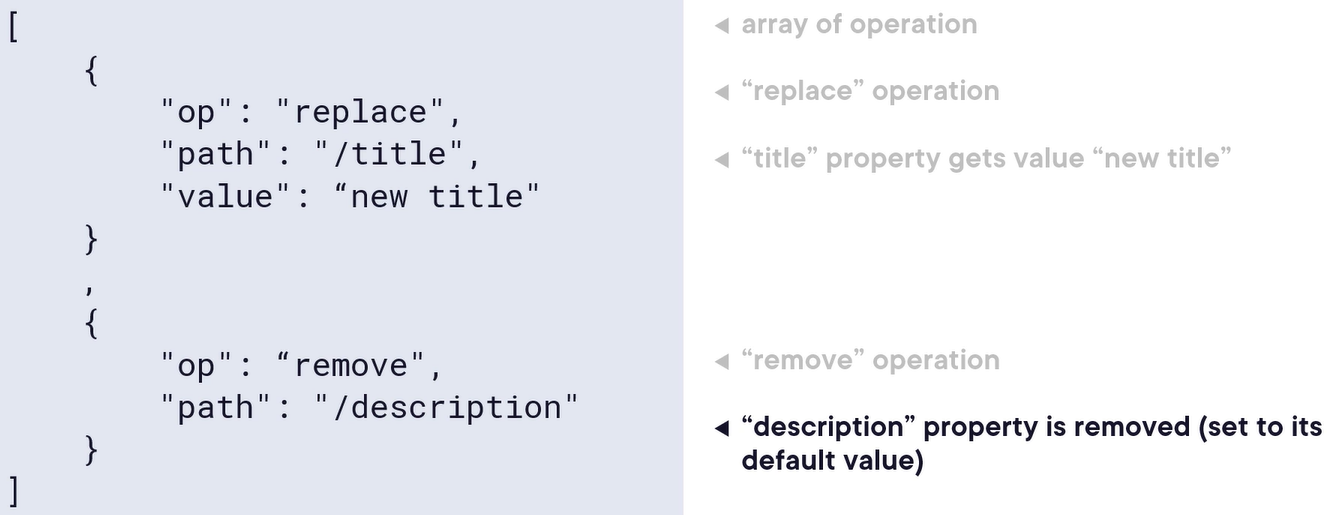 [
{
"op": "replace",
"path": "/title",
"value": “new title"
}
,
{
"op": “remove",
"path": "/description"
}
]
◀ array of operation
◀ “replace” operation
◀ “title” property gets value “new title”
◀ “remove” operation
◀ “description” property is removed (set to its
default value)